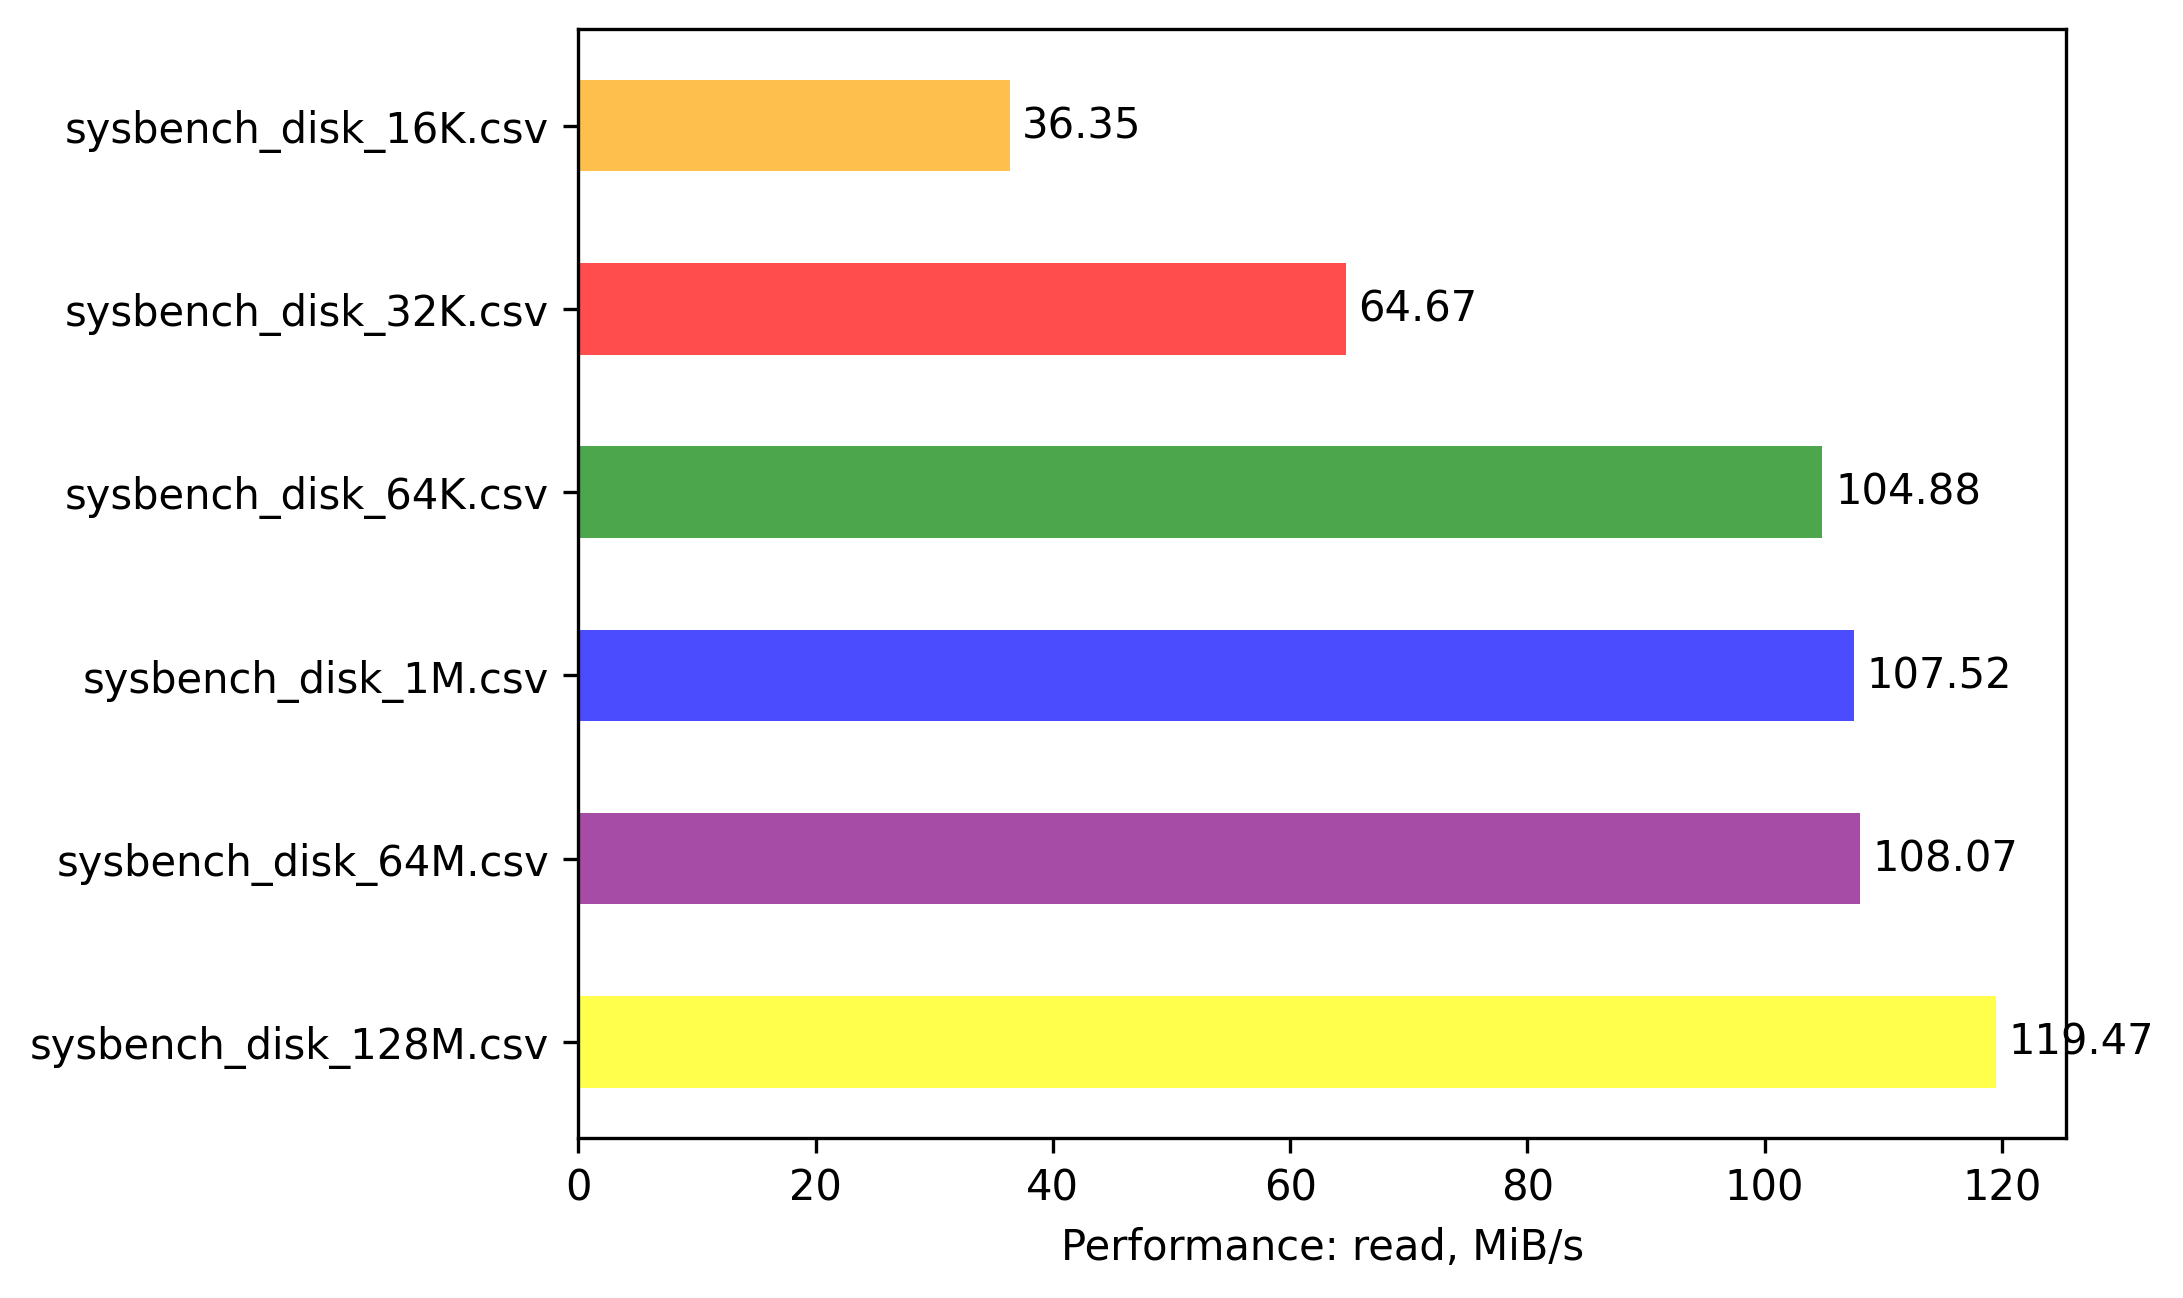 sysbench_disk_16K.csv
36.35
sysbench_disk_32K.csv
64.67
sysbench_disk_64K.csv
104.88
sysbench_disk_1M.csv
107.52
sysbench_disk_64M.csv
108.07
sysbench_disk_128M.csv
119.47
0 20 40 60 80 100 120
Performance: read, MiB/s